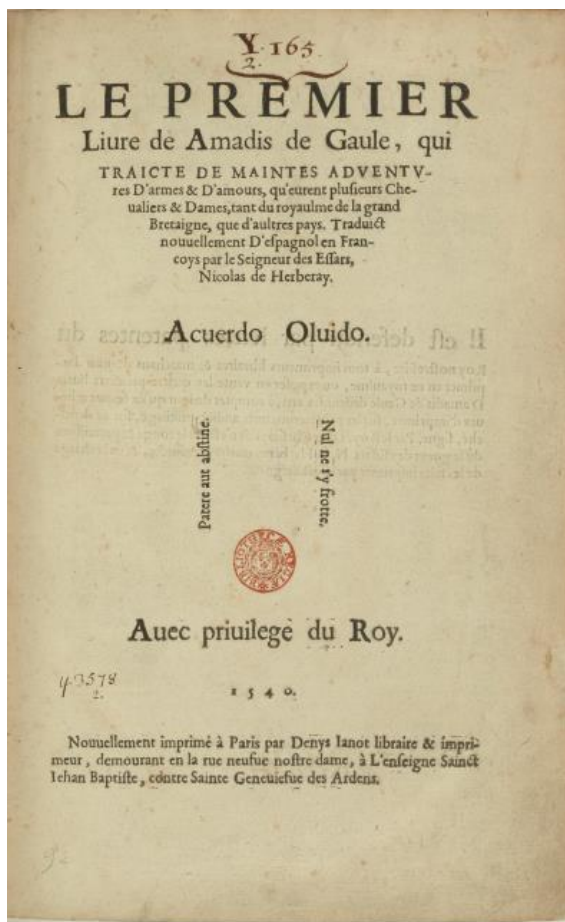 Y. 165
2.
LE PREMIER
Liure de Amadis de Gaule, qui
TRAICTE DE MAINTES ADVENTV-
res D'armes & D'amours, qu'eurent plusieurs Che-
ualiers & Dames, tant du royaulme de la grand
Bretaigne, que d'aultres pays. Traduict
nouuellement D'espagnol en Fran-
coys par le Seigneur des Essars,
Nicolas de Herberay.
Acuerdo Oluido.
Patere aut abstine.
Nul ne s'y frotte.
BIBLIOTHECÆ REGIÆ
Auec priuilege du Roy.
y. 3578
2.
1540.
Nouuellement imprimé à Paris par Denys Ianot libraire & impri-
meur, demourant en la rue neufue nostre dame, à L'enseigne Sainct
Iehan Baptiste, contre Sainte Geneuiefue des Ardens.